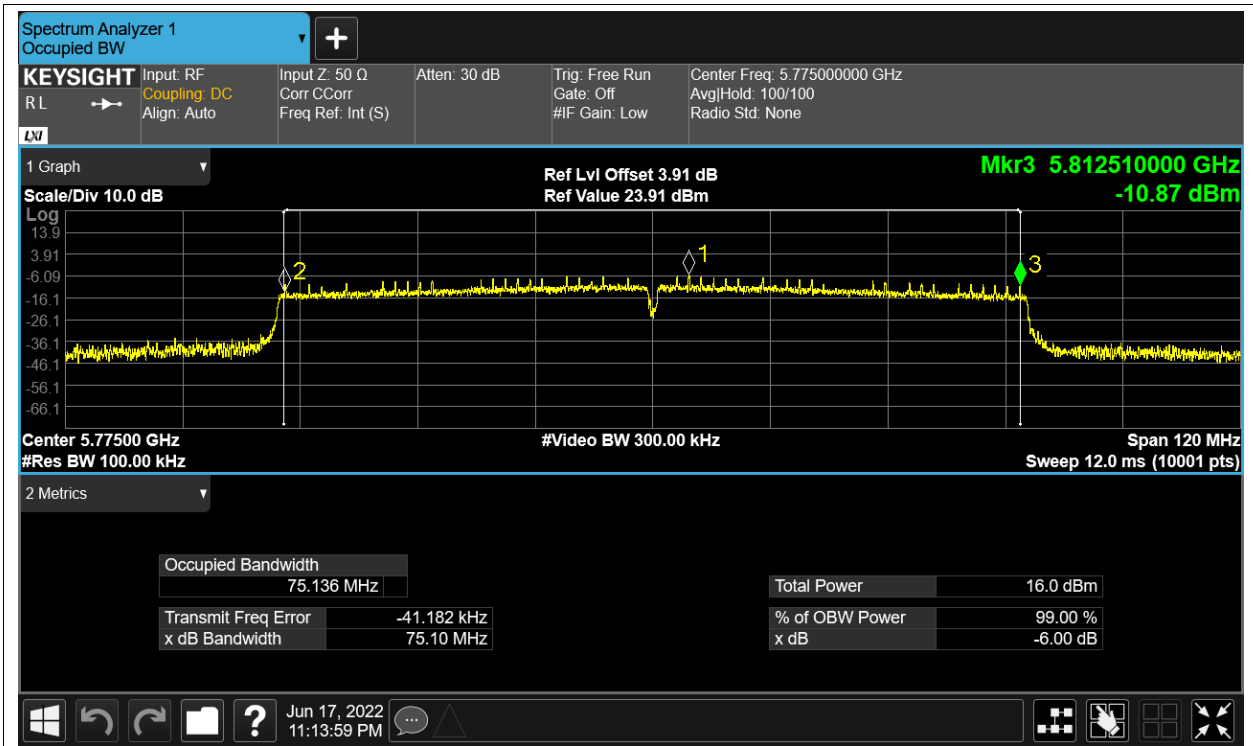 Spectrum Analyzer 1
Occupied BW
KEYSIGHT
R L
LXI
Input: RF
Coupling: DC
Align: Auto
Input Z: 50 Ω
Corr CCorr
Freq Ref: Int (S)
Atten: 30 dB
Trig: Free Run
Gate: Off
#IF Gain: Low
Center Freq: 5.775000000 GHz
Avg|Hold: 100/100
Radio Std: None
1 Graph
Scale/Div 10.0 dB
Ref Lvl Offset 3.91 dB
Ref Value 23.91 dBm
Mkr3 5.812510000 GHz
-10.87 dBm
Log
13.9
3.91
-6.09
-16.1
-26.1
-36.1
-46.1
-56.1
-66.1
2
1
3
Center 5.77500 GHz
#Res BW 100.00 kHz
#Video BW 300.00 kHz
Span 120 MHz
Sweep 12.0 ms (10001 pts)
2 Metrics
Occupied Bandwidth
75.136 MHz
Transmit Freq Error -41.182 kHz
x dB Bandwidth 75.10 MHz
Total Power 16.0 dBm
% of OBW Power 99.00 %
x dB -6.00 dB
?
Jun 17, 2022
11:13:59 PM